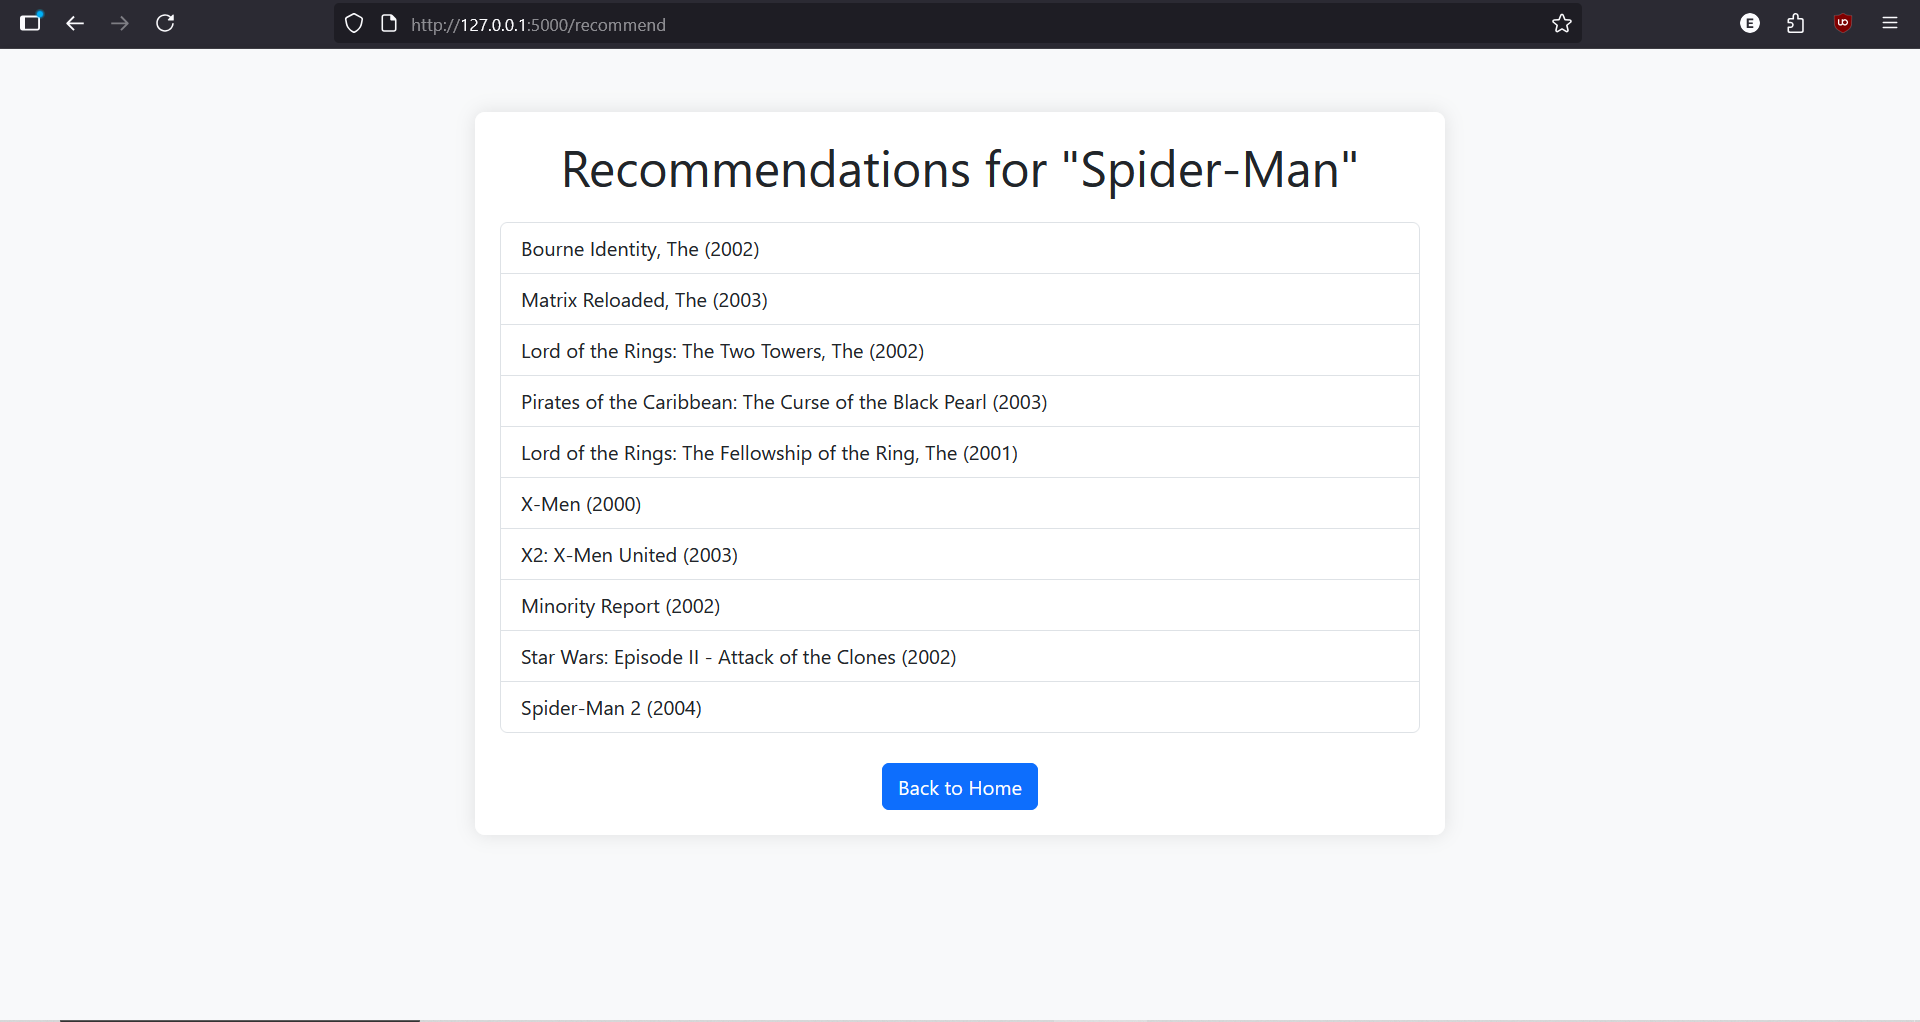 http://127.0.0.1:5000/recommend
E
Recommendations for "Spider-Man"
Bourne Identity, The (2002)
Matrix Reloaded, The (2003)
Lord of the Rings: The Two Towers, The (2002)
Pirates of the Caribbean: The Curse of the Black Pearl (2003)
Lord of the Rings: The Fellowship of the Ring, The (2001)
X-Men (2000)
X2: X-Men United (2003)
Minority Report (2002)
Star Wars: Episode II - Attack of the Clones (2002)
Spider-Man 2 (2004)
Back to Home